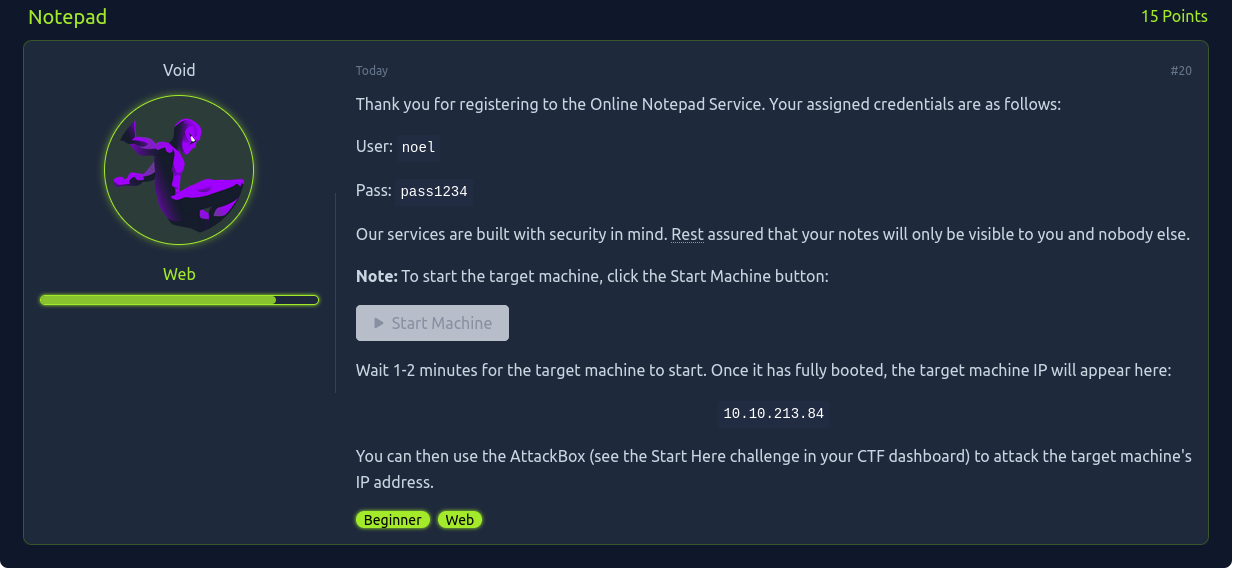 Notepad
15 Points
Void
Web
Today
#20
Thank you for registering to the Online Notepad Service. Your assigned credentials are as follows:
User: noel
Pass: pass1234
Our services are built with security in mind. Rest assured that your notes will only be visible to you and nobody else.
Note: To start the target machine, click the Start Machine button:
Start Machine
Wait 1-2 minutes for the target machine to start. Once it has fully booted, the target machine IP will appear here:
10.10.213.84
You can then use the AttackBox (see the Start Here challenge in your CTF dashboard) to attack the target machine's
IP address.
Beginner Web